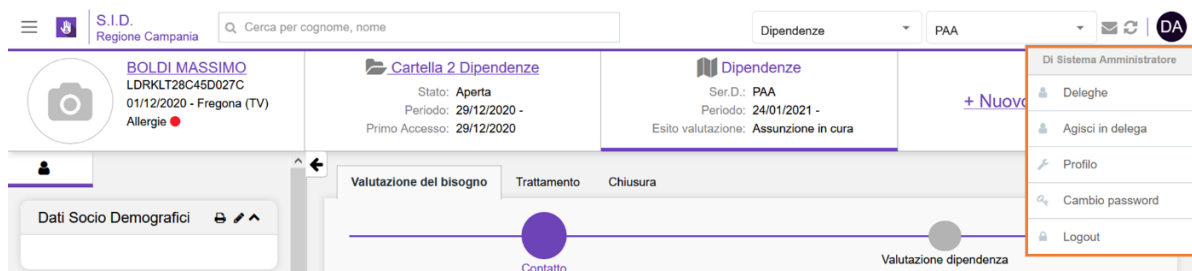 S.I.D.
Regione Campania
Cerca per cognome, nome
Dipendenze
PAA
DA
BOLDI MASSIMO
LDRKLT28C45D027C
01/12/2020 - Fregona (TV)
Allergie
Cartella 2 Dipendenze
Stato: Aperta
Periodo: 29/12/2020 -
Primo Accesso: 29/12/2020
Dipendenze
Ser.D.: PAA
Periodo: 24/01/2021 -
Esito valutazione: Assunzione in cura
+ Nuovo
Di Sistema Amministratore
Deleghe
Agisci in delega
Profilo
Cambio password
Logout
Valutazione del bisogno
Trattamento
Chiusura
Dati Socio Demografici
Contatto
Valutazione dipendenza